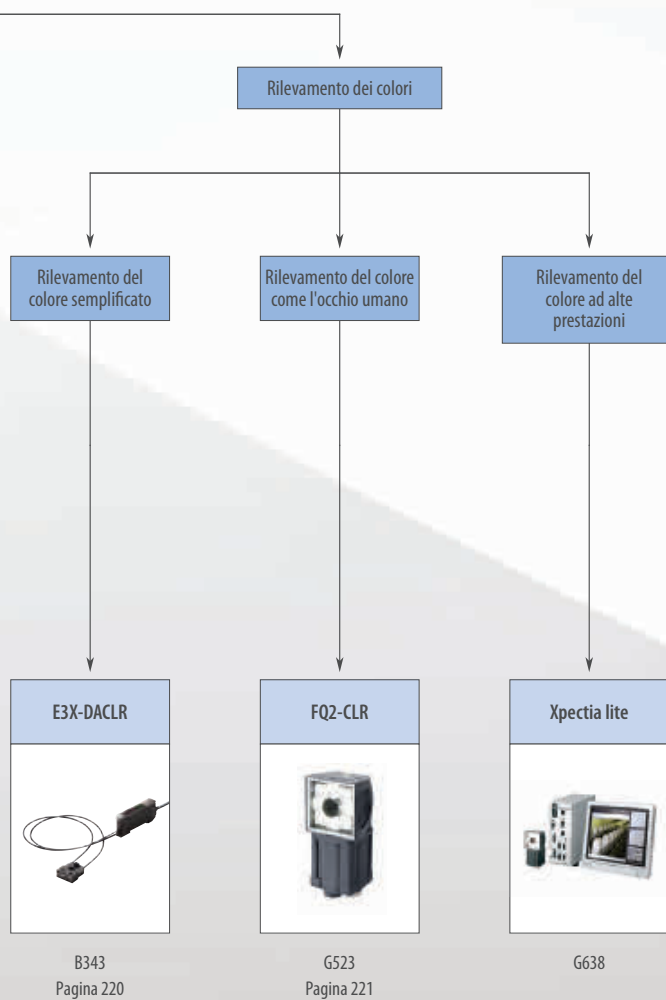 Rilevamento dei colori
Rilevamento del
colore semplificato
Rilevamento del colore
come l'occhio umano
Rilevamento del
colore ad alte
prestazioni
E3X-DACLR
FQ2-CLR
Xpectia lite
B343
Pagina 220
G523
Pagina 221
G638